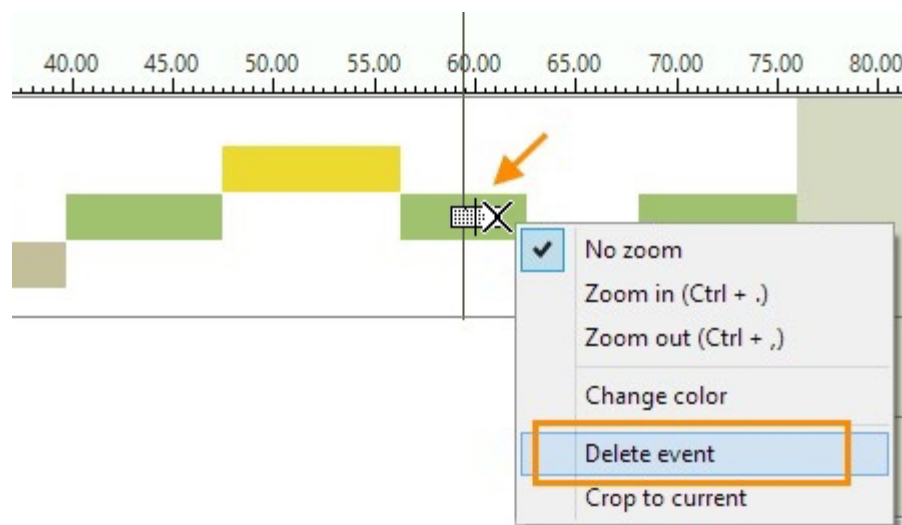 40.00 45.00 50.00 55.00 60.00 65.00 70.00 75.00 80.00
No zoom
Zoom in (Ctrl + .)
Zoom out (Ctrl + ,)
Change color
Delete event
Crop to current